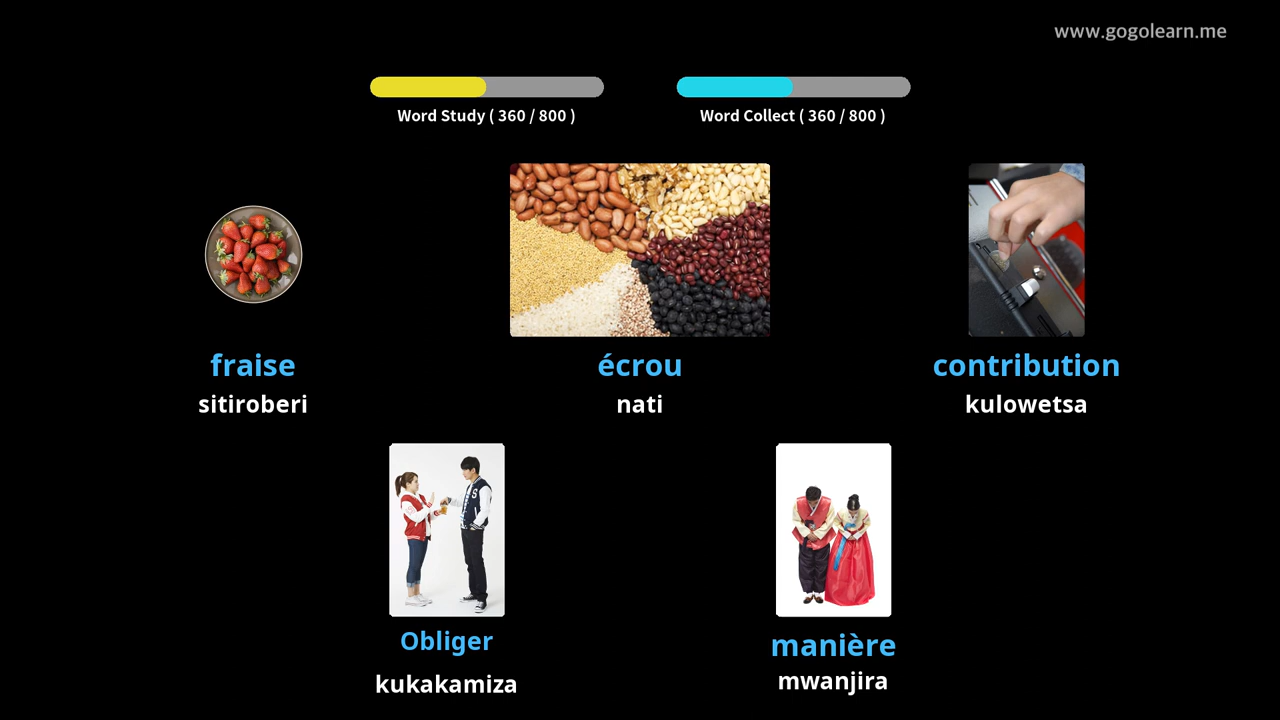 www.gogolearn.me
Word Study ( 360 / 800 )
Word Collect ( 360 / 800 )
fraise
sitiroberi
écrou
nati
contribution
kulowetsa
Obliger
kukakamiza
manière
mwanjira